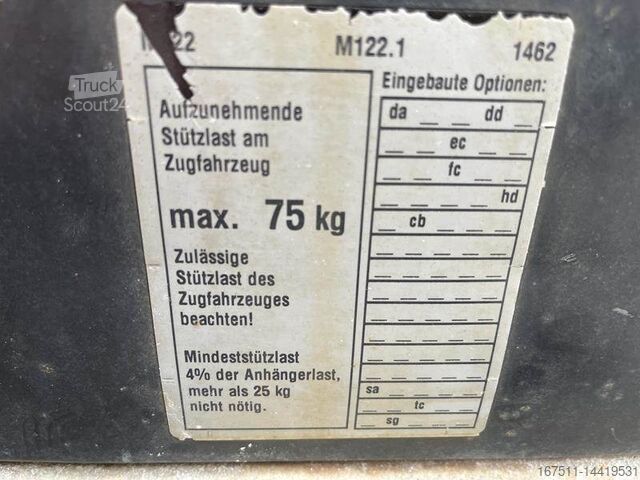 M122.1 1462
Truck
Scout24
Aufzunehmende
Stützlast am
Zugfahrzeug
max. 75 kg
Zulässige
Stützlast des
Zugfahrzeuges
beachten!
Mindeststützlast
4% der Anhängerlast,
mehr als 25 kg
nicht nötig.
Eingebaute Optionen:
da _ _ dd _
_ _ ec _ _
_ _ fc _ _
_ _ _ _ hd
_ cb _ _ _
_ _ _ _ _
_ _ _ _ _
_ _ _ _ _
_ _ _ _ _
_ _ _ _ _
_ _ _ _ _
sa _ _ _ _
_ _ tc _ _
_ sg _ _ _
167511-14419531